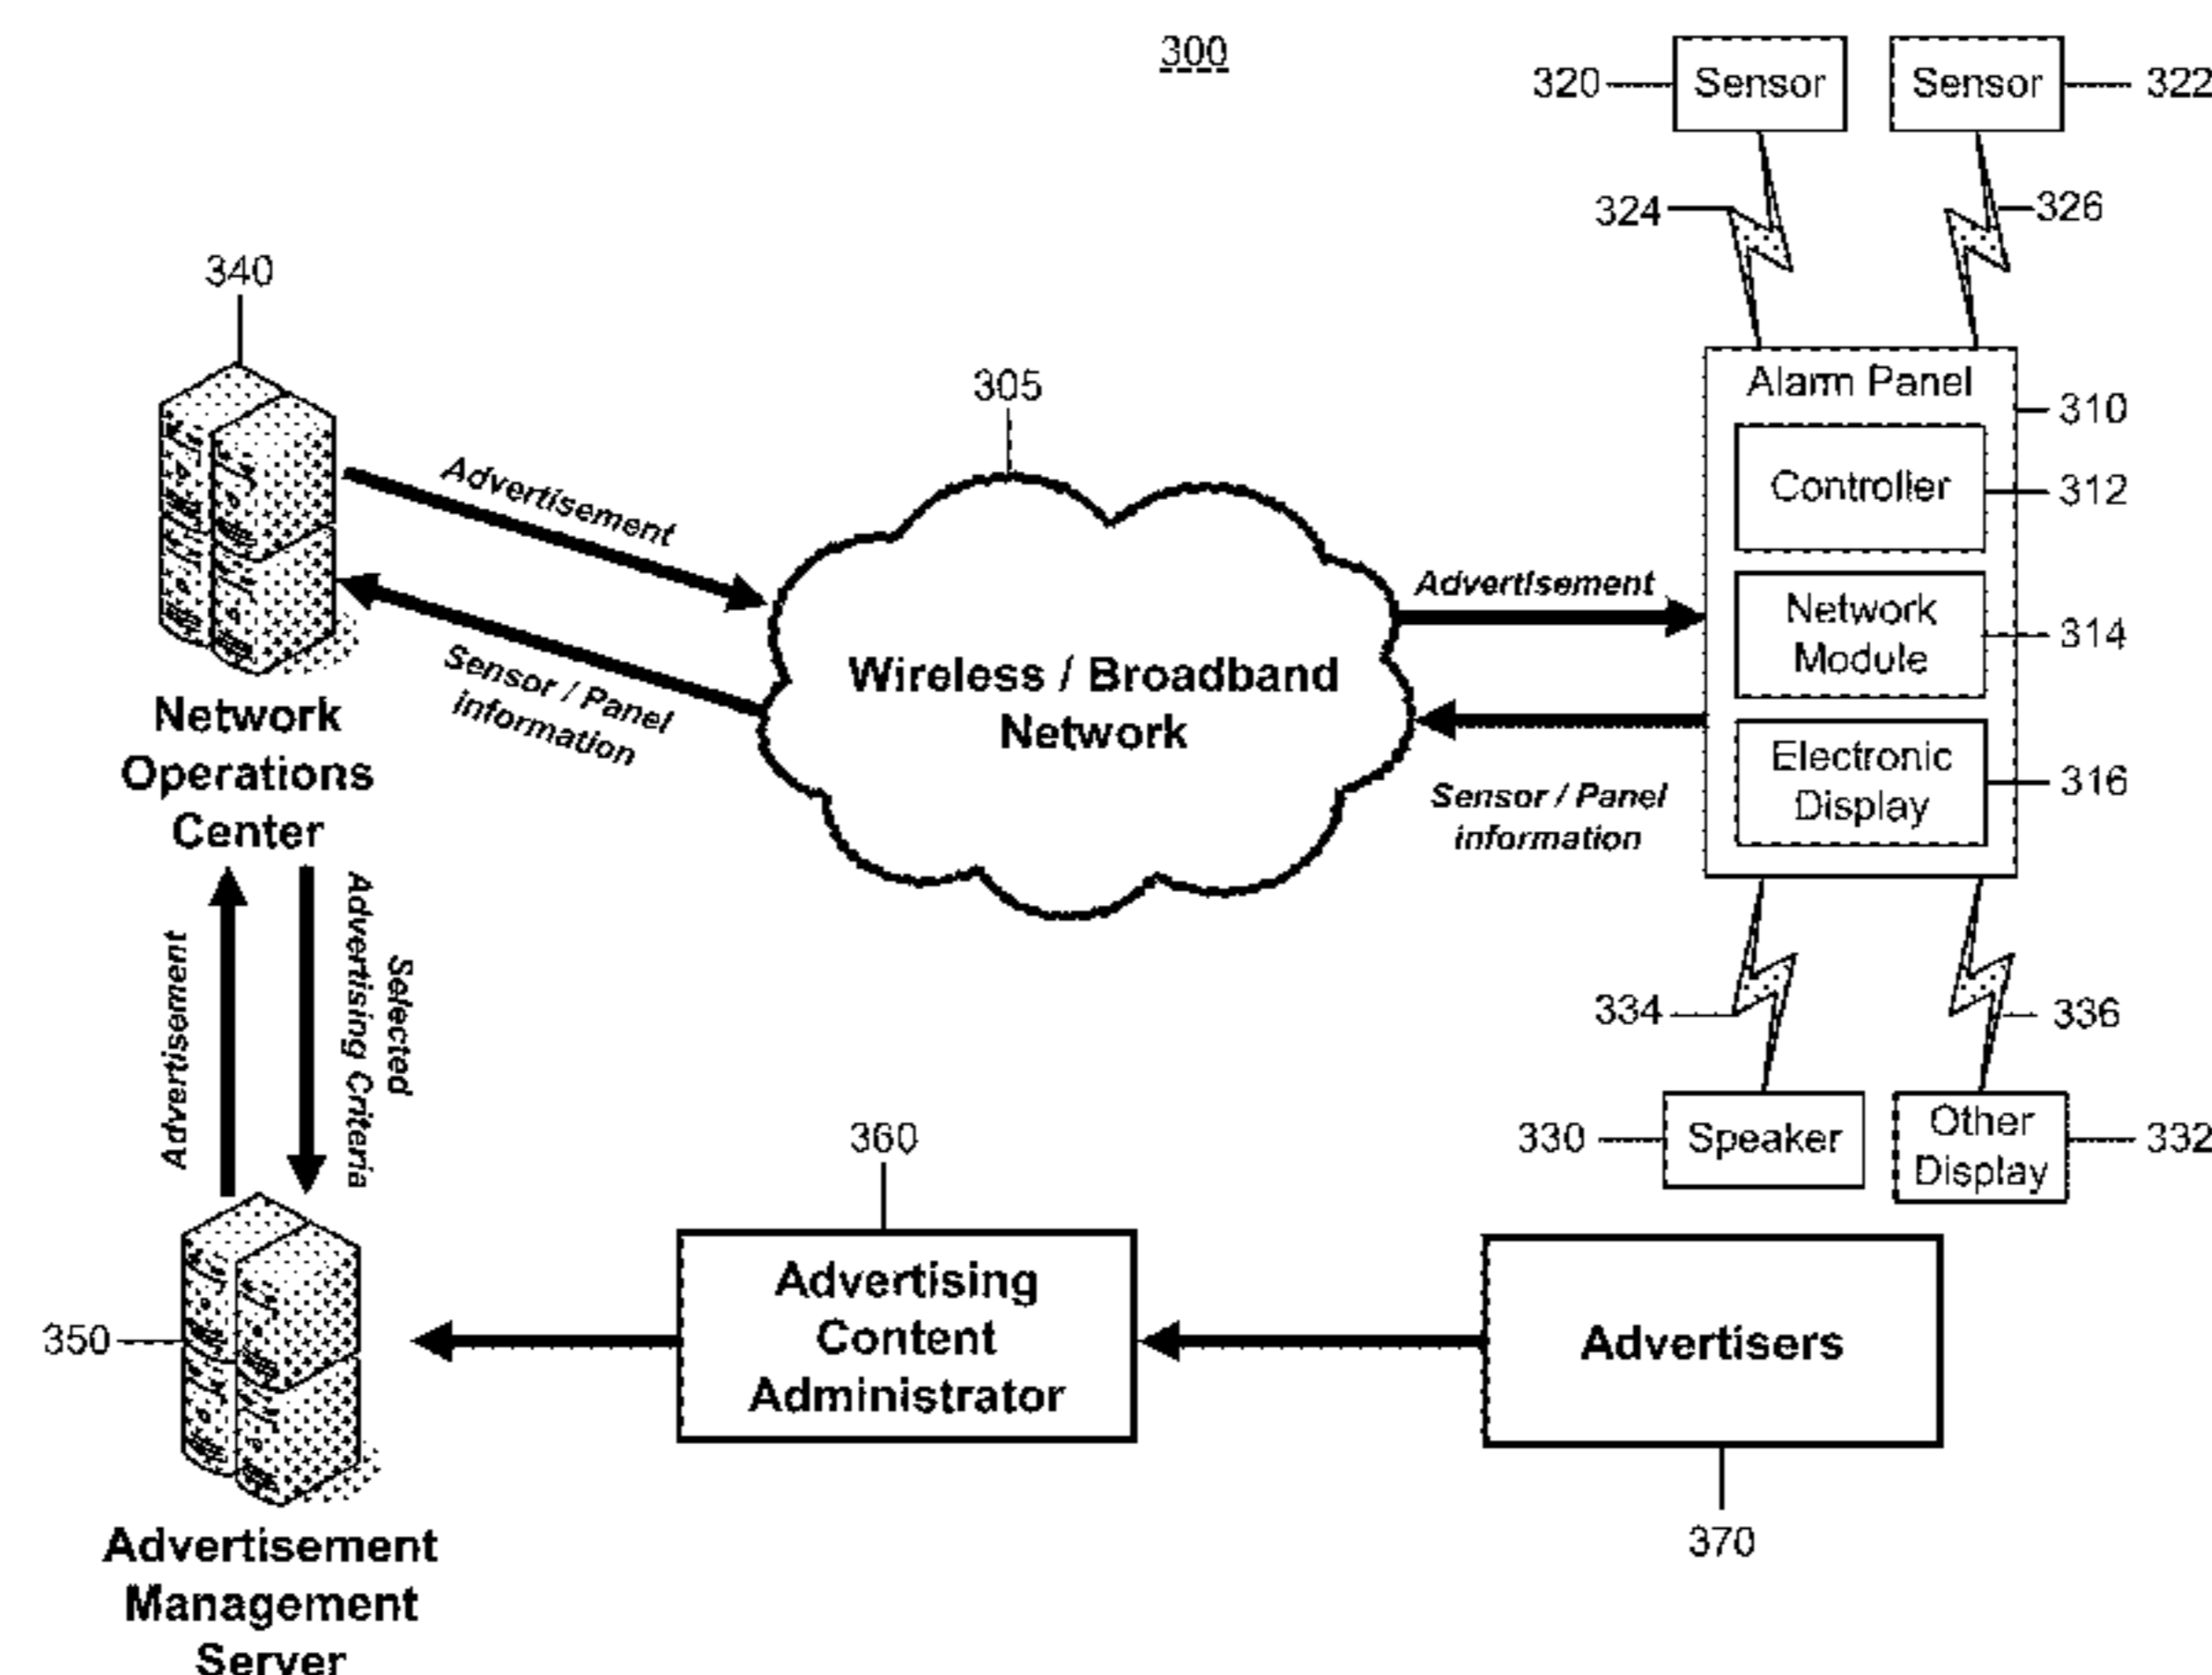 300
320
Sensor
Sensor
322
324
326
340
305
Alarm Panel
310
Controller
312
Network
Module
314
Electronic
Display
316
Advertisement
Sensor / Panel
information
Wireless / Broadband
Network
Advertisement
Sensor / Panel
information
Network
Operations
Center
Advertisement
Selected
Advertising Criteria
334
336
330
Speaker
Other
Display
332
360
Advertising
Content
Administrator
Advertisers
350
370
Advertisement
Management
Server